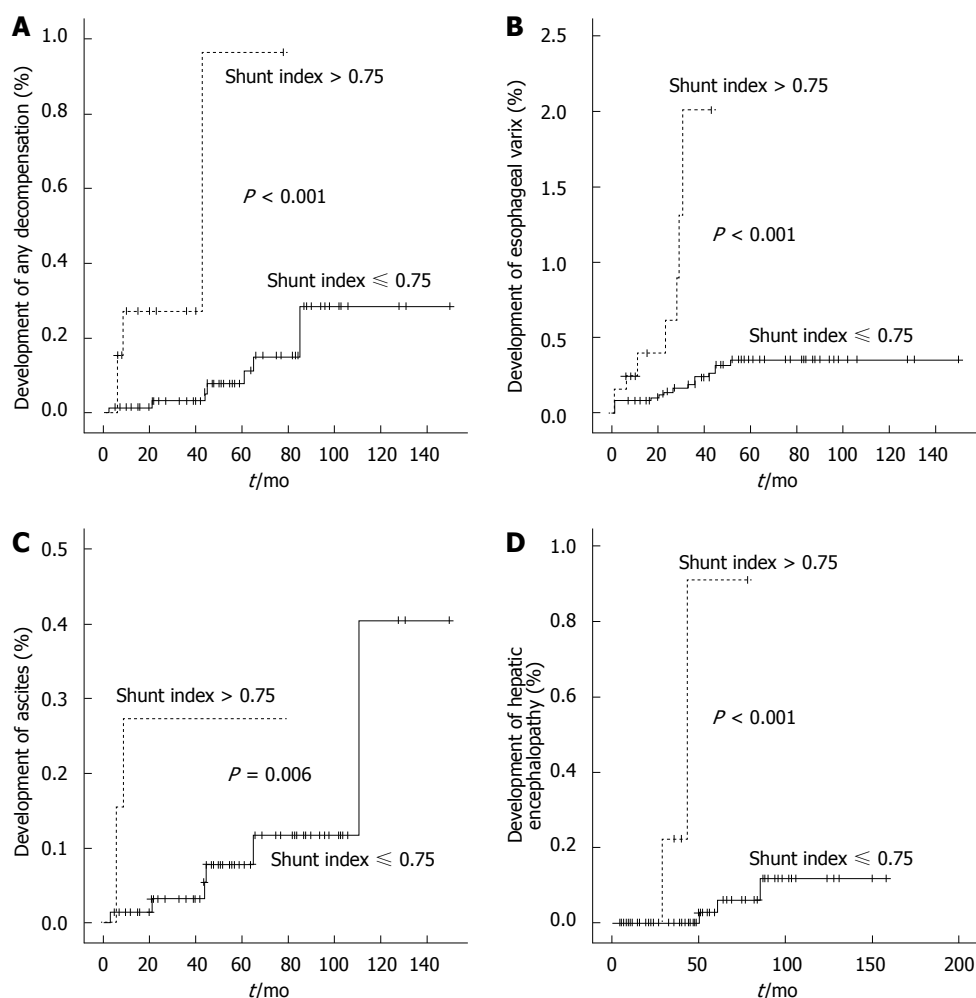 A
Development of any decompensation (%)
1.0
0.8
0.6
0.4
0.2
0.0
Shunt index > 0.75
P < 0.001
Shunt index ⩽ 0.75
0 20 40 60 80 100 120 140
t/mo
B
Development of esophageal varix (%)
2.5
2.0
1.5
1.0
0.5
0.0
Shunt index > 0.75
P < 0.001
Shunt index ⩽ 0.75
0 20 40 60 80 100 120 140
t/mo
C
Development of ascites (%)
0.5
0.4
0.3
0.2
0.1
0.0
Shunt index > 0.75
P = 0.006
Shunt index ⩽ 0.75
0 20 40 60 80 100 120 140
t/mo
D
Development of hepatic
encephalopathy (%)
1.0
0.8
0.6
0.4
0.2
0.0
Shunt index > 0.75
P < 0.001
Shunt index ⩽ 0.75
0 50 100 150 200
t/mo